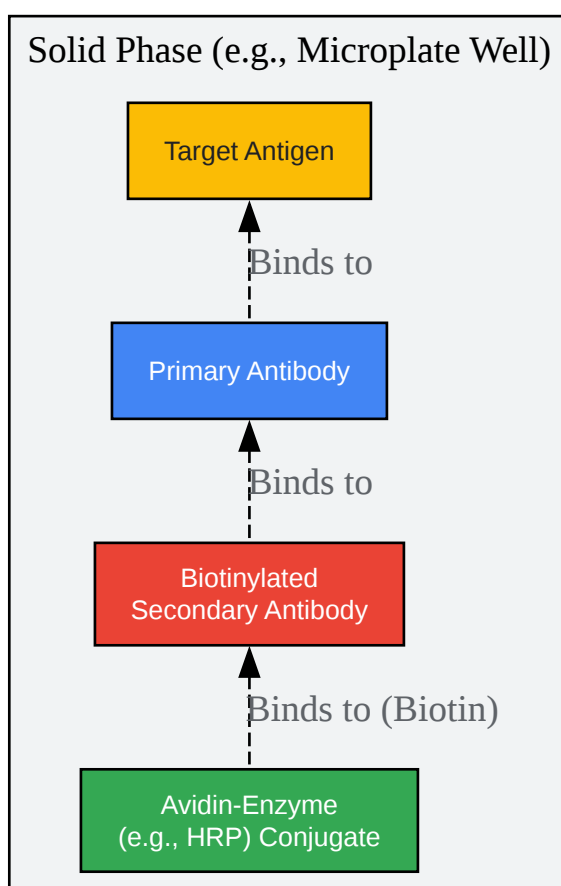 Solid Phase (e.g., Microplate Well)
Target Antigen
Binds to
Primary Antibody
Binds to
Biotinylated
Secondary Antibody
Binds to (Biotin)
Avidin-Enzyme
(e.g., HRP) Conjugate